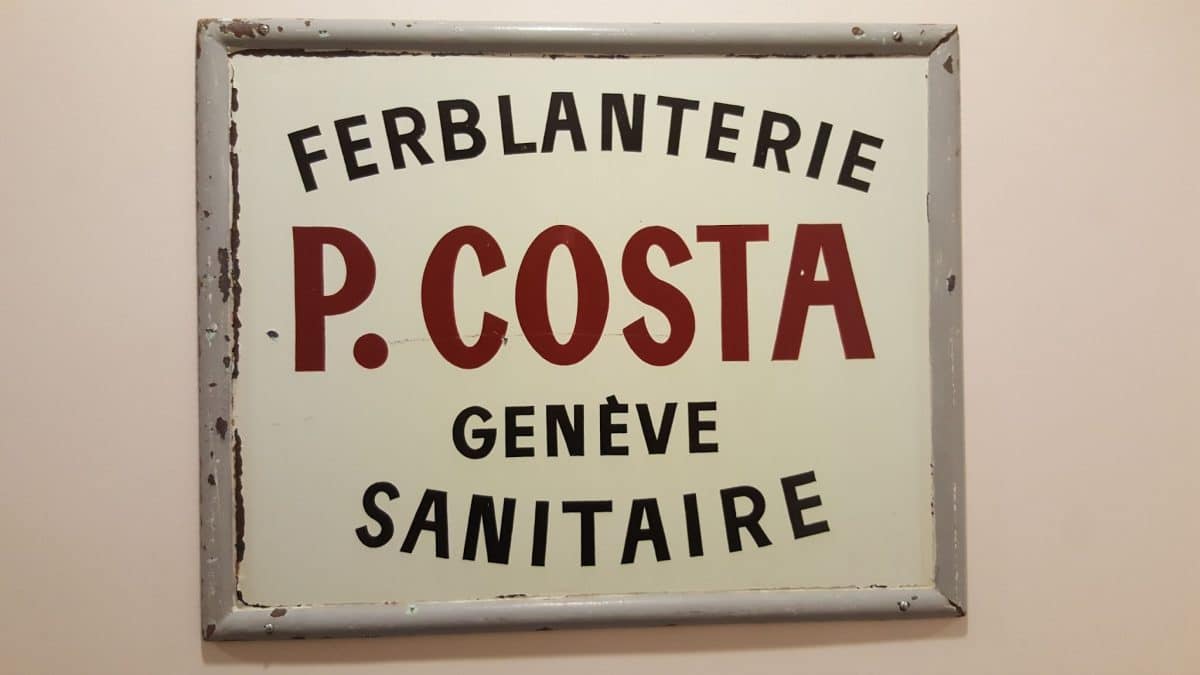 FERBLANTERIE
P. COSTA
GENÈVE
SANITAIRE